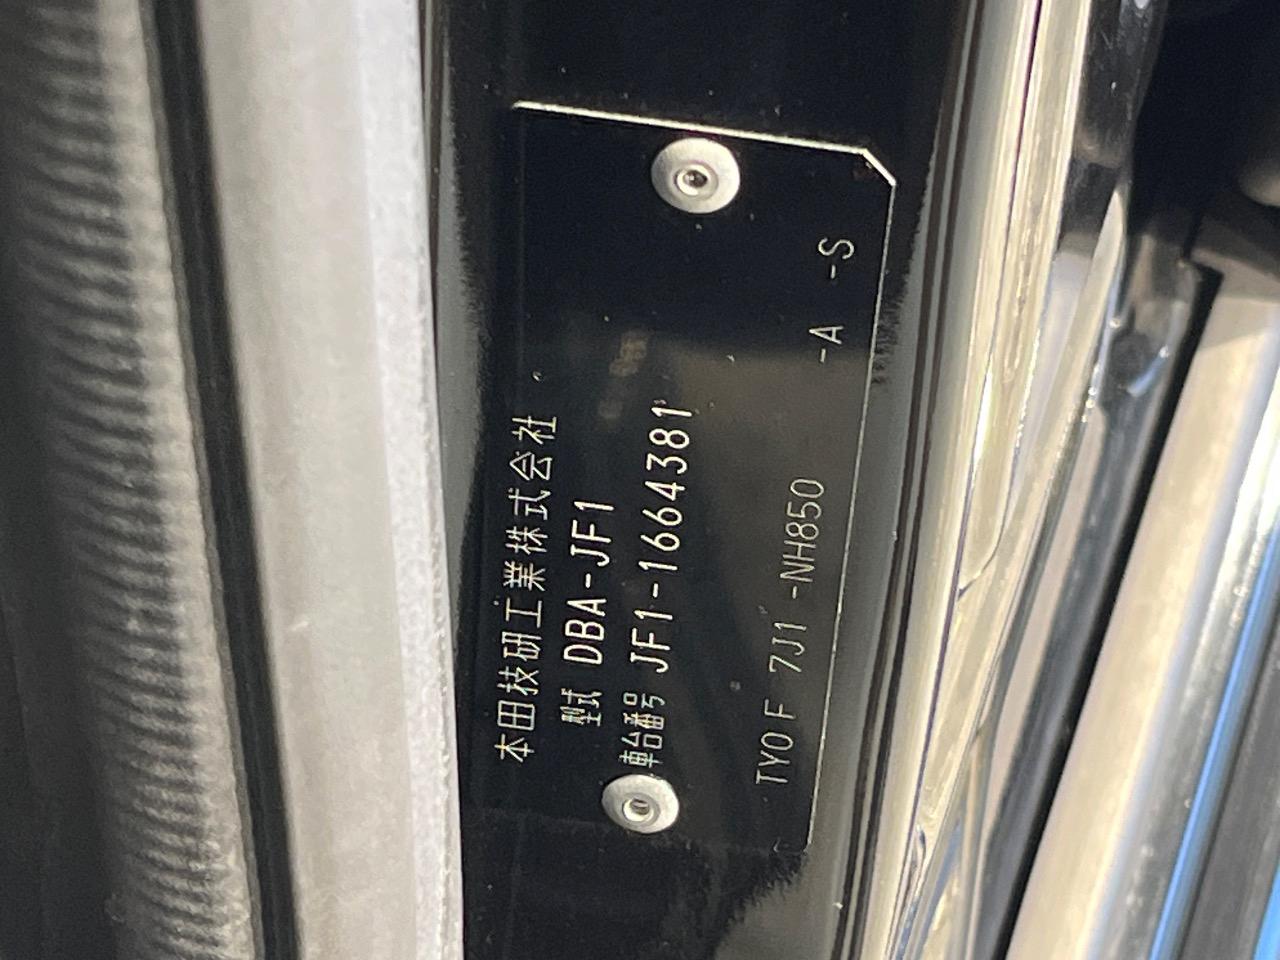 本田技研工業株式会社
型式 DBA-JF1
車台番号 JF1-1664381
TY0F 7J1 -NH850 -A -S